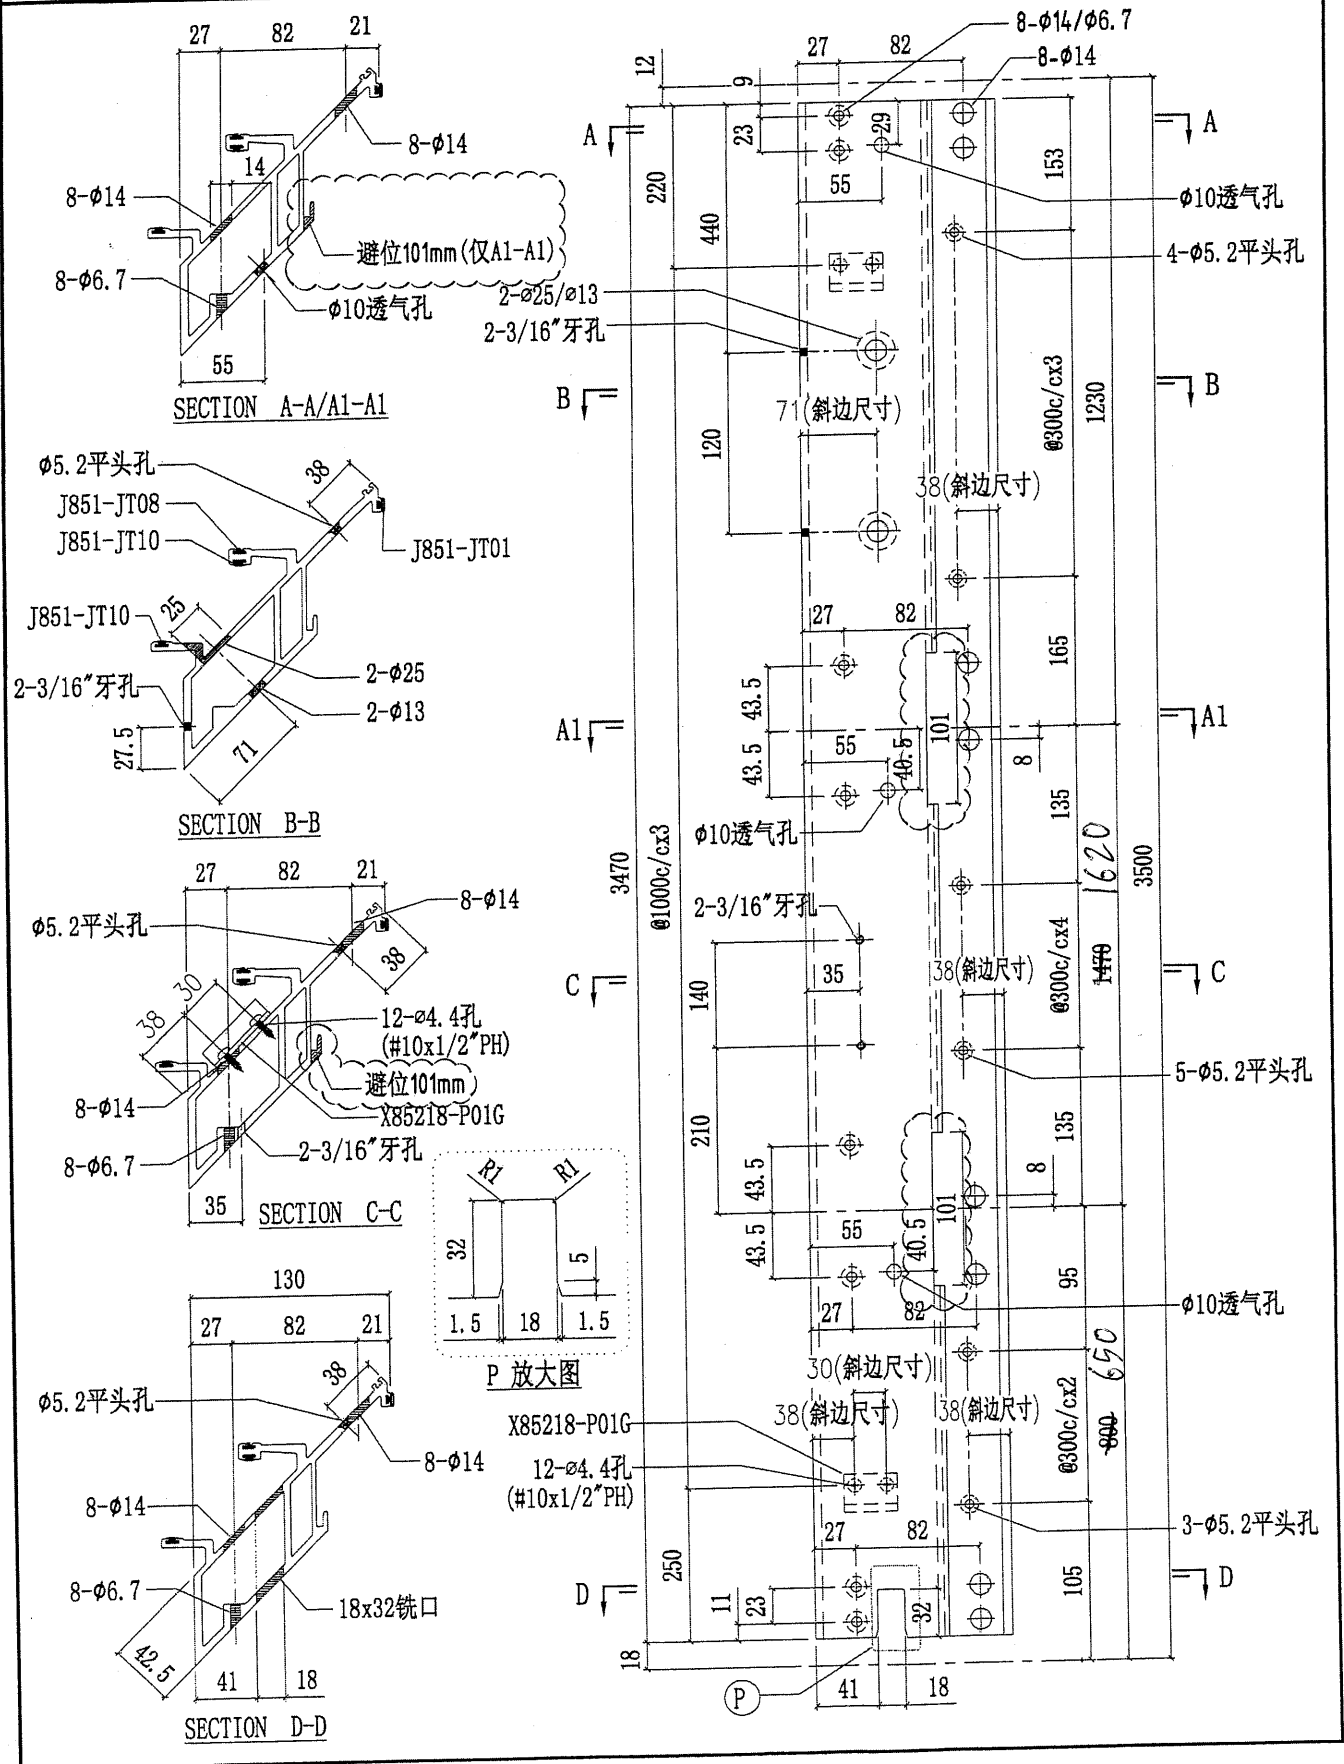 27
82
21
8-ϕ14
14
8-ϕ14
避位101mm(仅A1-A1)
8-ϕ6.7
ϕ10透气孔
55
SECTION A-A/A1-A1
ϕ5.2平头孔
38
J851-JT08
J851-JT10
J851-JT01
25
J851-JT10
2-ϕ25
2-3/16"牙孔
2-ϕ13
27.5
71
SECTION B-B
27
82
21
8-ϕ14
ϕ5.2平头孔
38
30
38
12-ø4.4孔
(#10x1/2"PH)
避位101mm
8-ϕ14
X85218-P01G
8-ϕ6.7
2-3/16"牙孔
35
SECTION C-C
R1
R1
32
5
1.5
18
1.5
P 放大图
130
27
82
21
38
ϕ5.2平头孔
8-ϕ14
8-ϕ14
8-ϕ6.7
18x32铣口
42.5
41
18
SECTION D-D
8-ϕ14/ϕ6.7
27
82
8-ϕ14
12
9
A
A
23
29
153
55
220
ϕ10透气孔
440
4-ϕ5.2平头孔
2-ø25/ø13
2-3/16"牙孔
B
B
71(斜边尺寸)
@300c/cx3
1230
120
38(斜边尺寸)
27
82
165
43.5
A1
A1
101
55
40.5
8
43.5
135
ϕ10透气孔
3470
@1000c/cx3
1620
3500
2-3/16"牙孔
@300c/cx4
1470
C
C
35
38(斜边尺寸)
140
5-ϕ5.2平头孔
210
135
43.5
8
101
55
40.5
43.5
95
ϕ10透气孔
27
82
650
30(斜边尺寸)
X85218-P01G
38(斜边尺寸)
38(斜边尺寸)
@300c/cx2
800
12-ø4.4孔
(#10x1/2"PH)
27
82
3-ϕ5.2平头孔
250
D
D
105
11
23
32
18
P
41
18